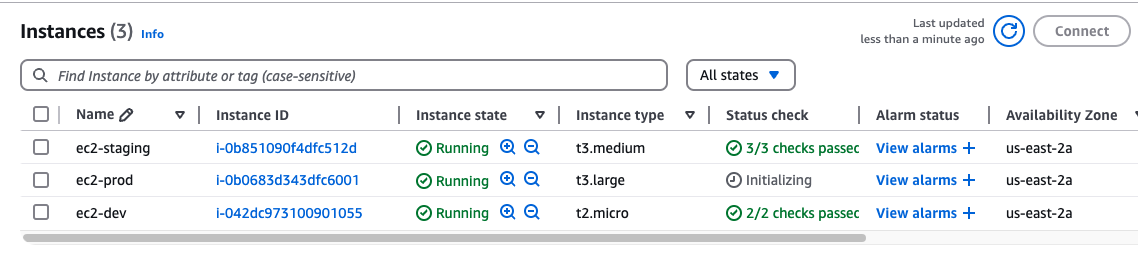 Instances (3) Info
Last updated
less than a minute ago
Connect
Find Instance by attribute or tag (case-sensitive)
All states
Name Instance ID Instance state Instance type Status check Alarm status Availability Zone
ec2-staging i-0b851090f4dfc512d Running t3.medium 3/3 checks passec View alarms + us-east-2a
ec2-prod i-0b0683d343dfc6001 Running t3.large Initializing View alarms + us-east-2a
ec2-dev i-042dc973100901055 Running t2.micro 2/2 checks passec View alarms + us-east-2a